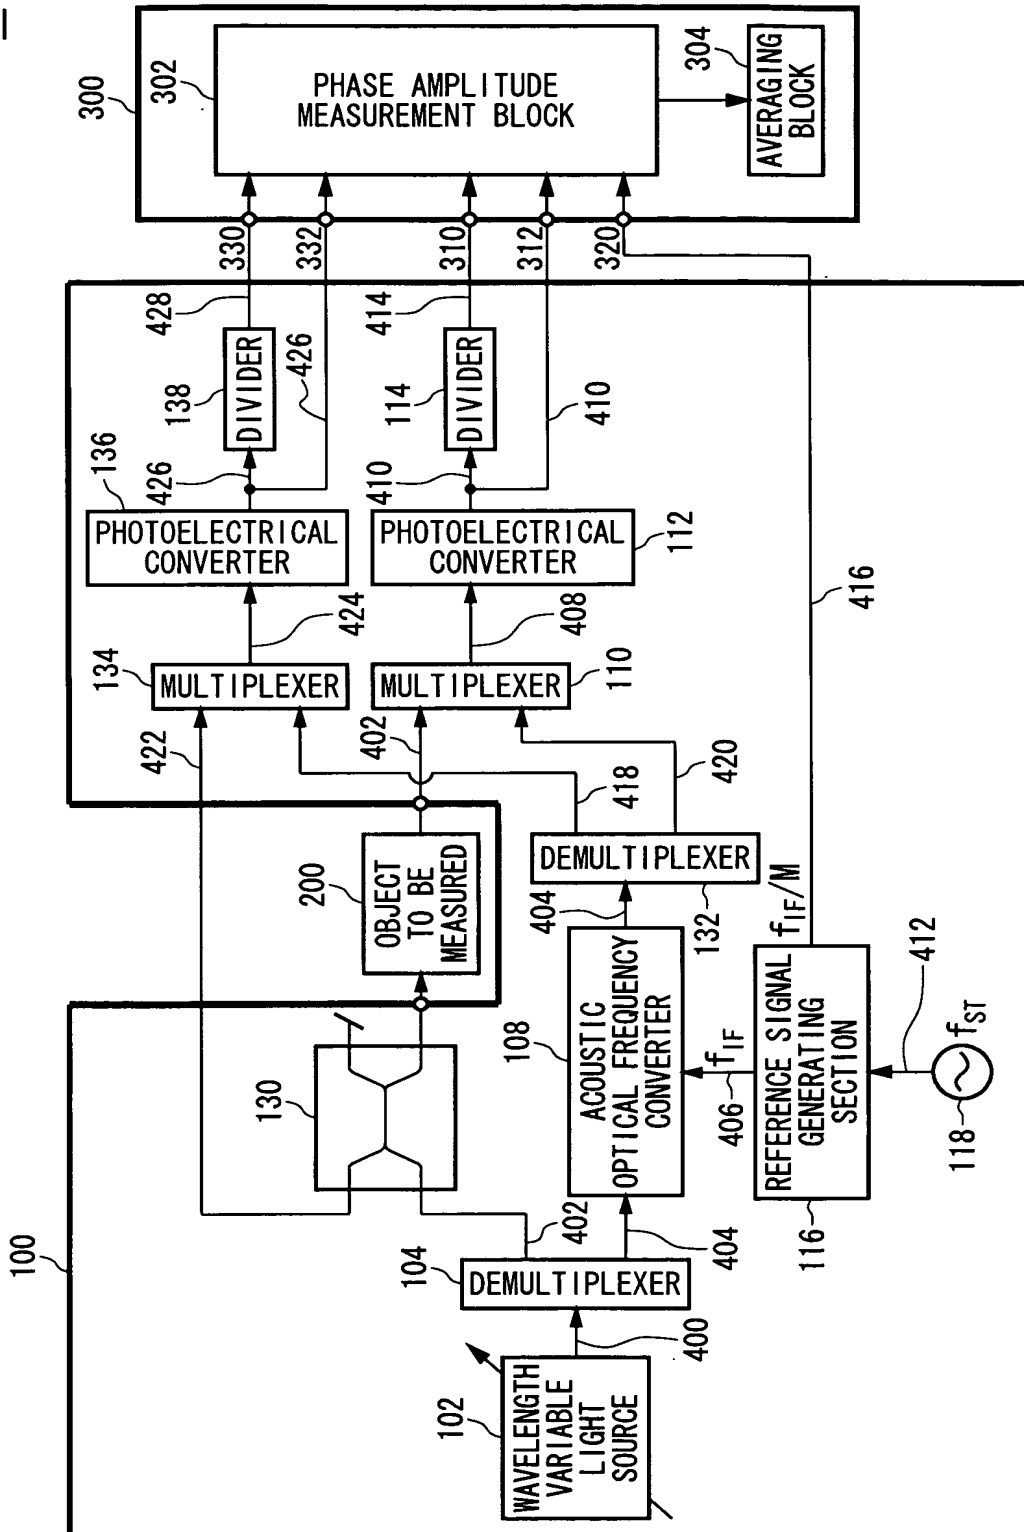 100
102
WAVELENGTH
VARIABLE
LIGHT
SOURCE
400
104
DEMULTIPLEXER
402
404
130
422
200
OBJECT
TO BE
MEASURED
402
108
ACOUSTIC
OPTICAL FREQUENCY
CONVERTER
404
132
DEMULTIPLEXER
418
420
406
fIF
116
REFERENCE SIGNAL
GENERATING
SECTION
fIF/M
118
412
fST
416
134
MULTIPLEXER
424
110
MULTIPLEXER
408
136
PHOTOELECTRICAL
CONVERTER
426
112
PHOTOELECTRICAL
CONVERTER
410
138
DIVIDER
428
426
114
DIVIDER
414
410
300
330
332
310
312
320
302
PHASE AMPLITUDE
MEASUREMENT BLOCK
304
AVERAGING
BLOCK